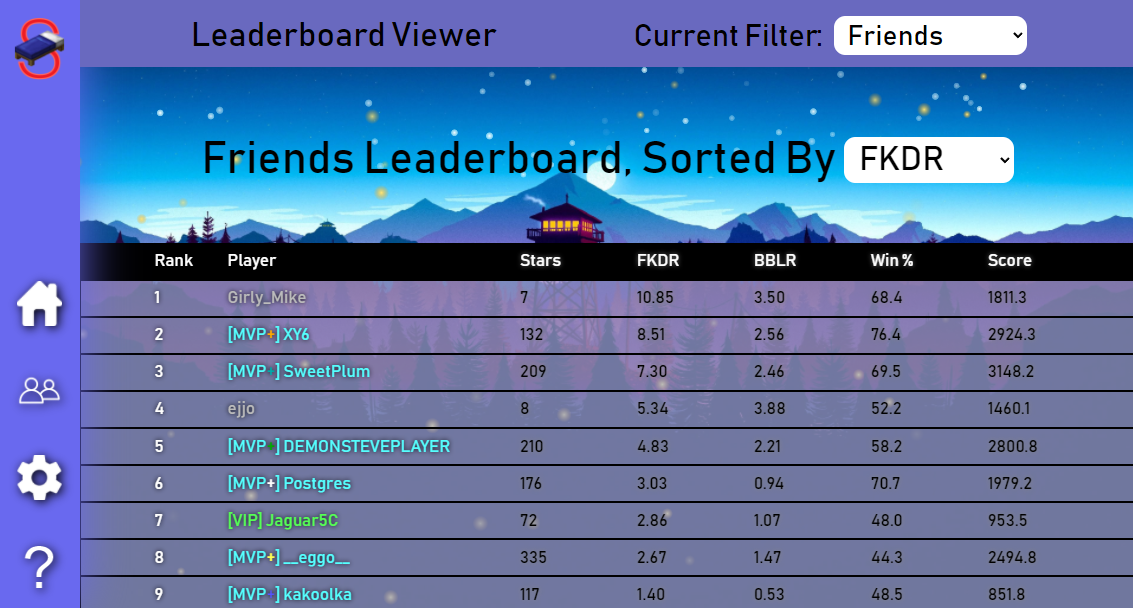 Leaderboard Viewer Current Filter: Friends
Friends Leaderboard, Sorted By FKDR
Rank Player Stars FKDR BBLR Win % Score
1 Girly_Mike 7 10.85 3.50 68.4 1811.3
2 [MVP+] XY6 132 8.51 2.56 76.4 2924.3
3 [MVP+] SweetPlum 209 7.30 2.46 69.5 3148.2
4 ejjo 8 5.34 3.88 52.2 1460.1
5 [MVP+] DEMONSTEVEPLAYER 210 4.83 2.21 58.2 2800.8
6 [MVP+] Postgres 176 3.03 0.94 70.7 1979.2
7 [VIP] Jaguar5C 72 2.86 1.07 48.0 953.5
8 [MVP+] __eggo__ 335 2.67 1.47 44.3 2494.8
9 [MVP+] kakoolka 117 1.40 0.53 48.5 851.8